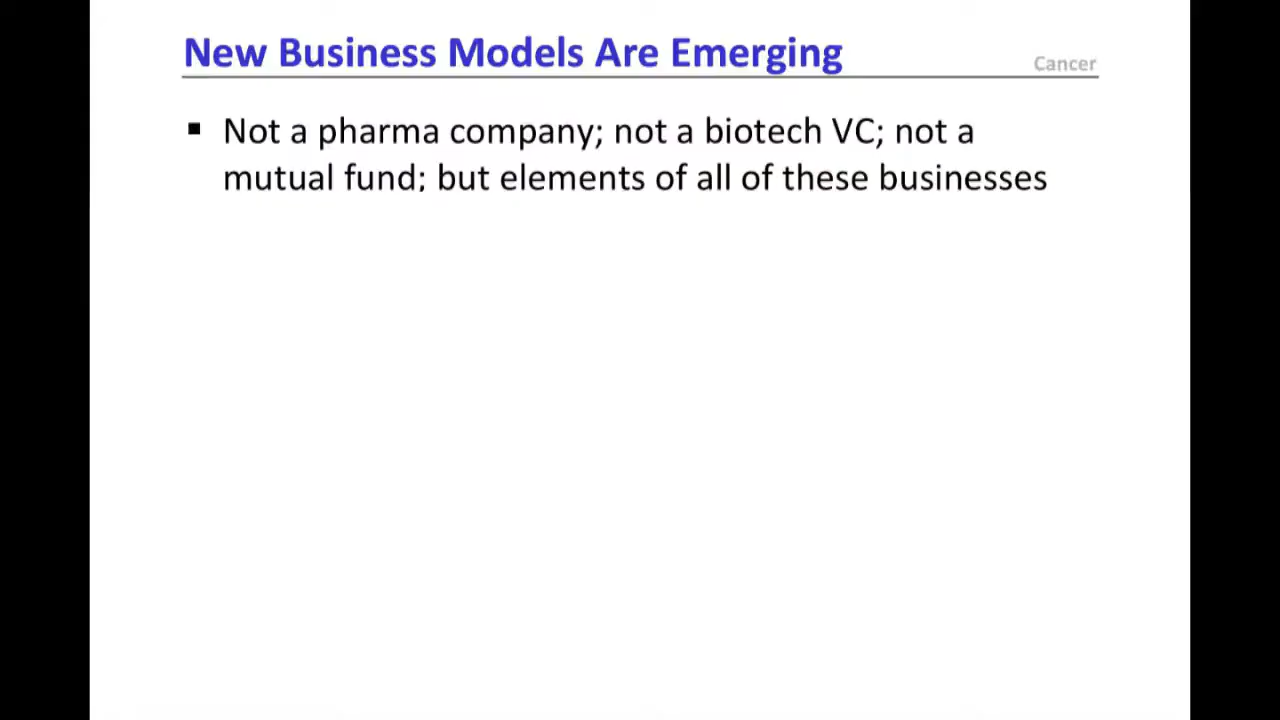 New Business Models Are Emerging
Cancer
▪ Not a pharma company; not a biotech VC; not a
mutual fund; but elements of all of these businesses